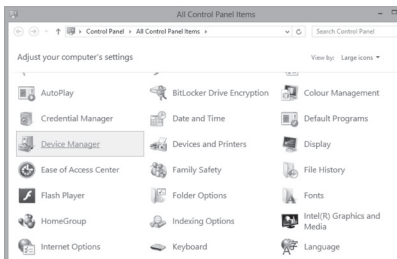 All Control Panel Items
Control Panel
All Control Panel Items
Search Control Panel
Adjust your computer's settings
View by: Large icons
AutoPlay
BitLocker Drive Encryption
Colour Management
Credential Manager
Date and Time
Default Programs
Device Manager
Devices and Printers
Display
Ease of Access Center
Family Safety
File History
Flash Player
Folder Options
Fonts
HomeGroup
Indexing Options
Intel(R) Graphics and
Media
Internet Options
Keyboard
Language